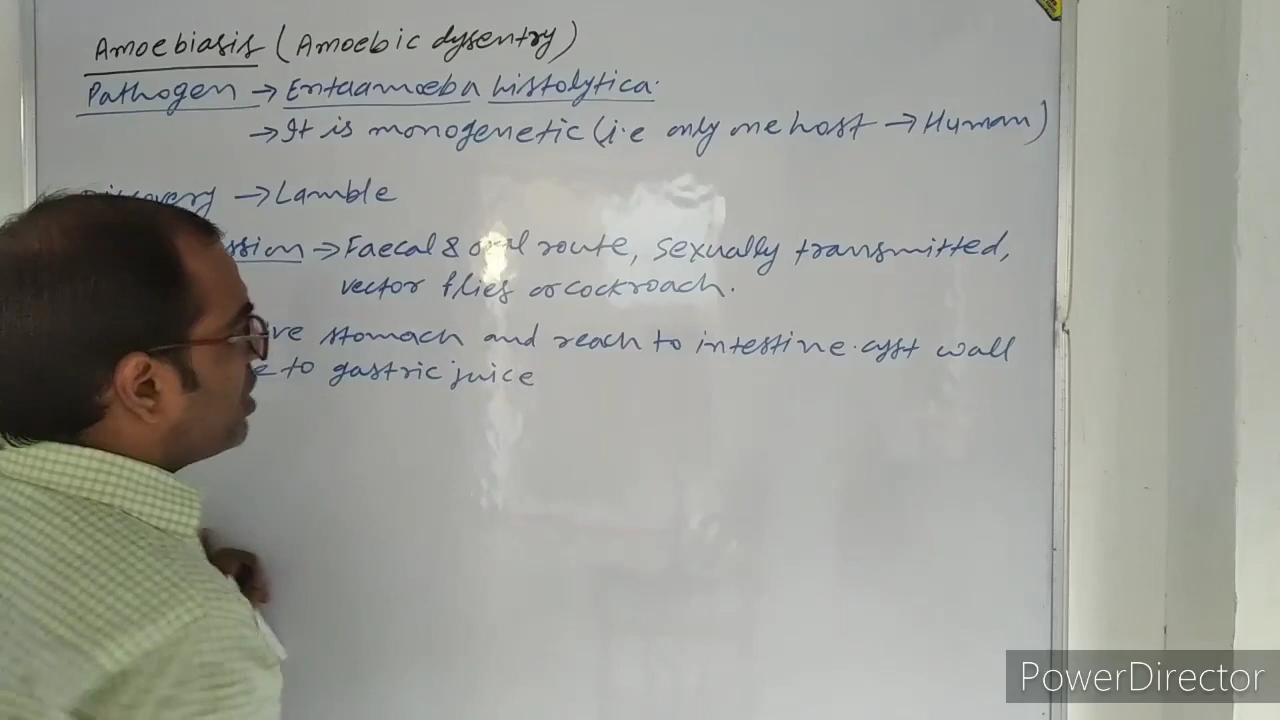 Amoebiasis (Amoebic dysentry)
Pathogen → Entaamoeba histolytica.
→ It is monogenetic (i.e only one host → Human)
→ Lamble
→ Faecal & oral route, sexually transmitted,
vector flies or cockroach.
stomach and reach to intestine. cyst wall
to gastric juice
PowerDirector